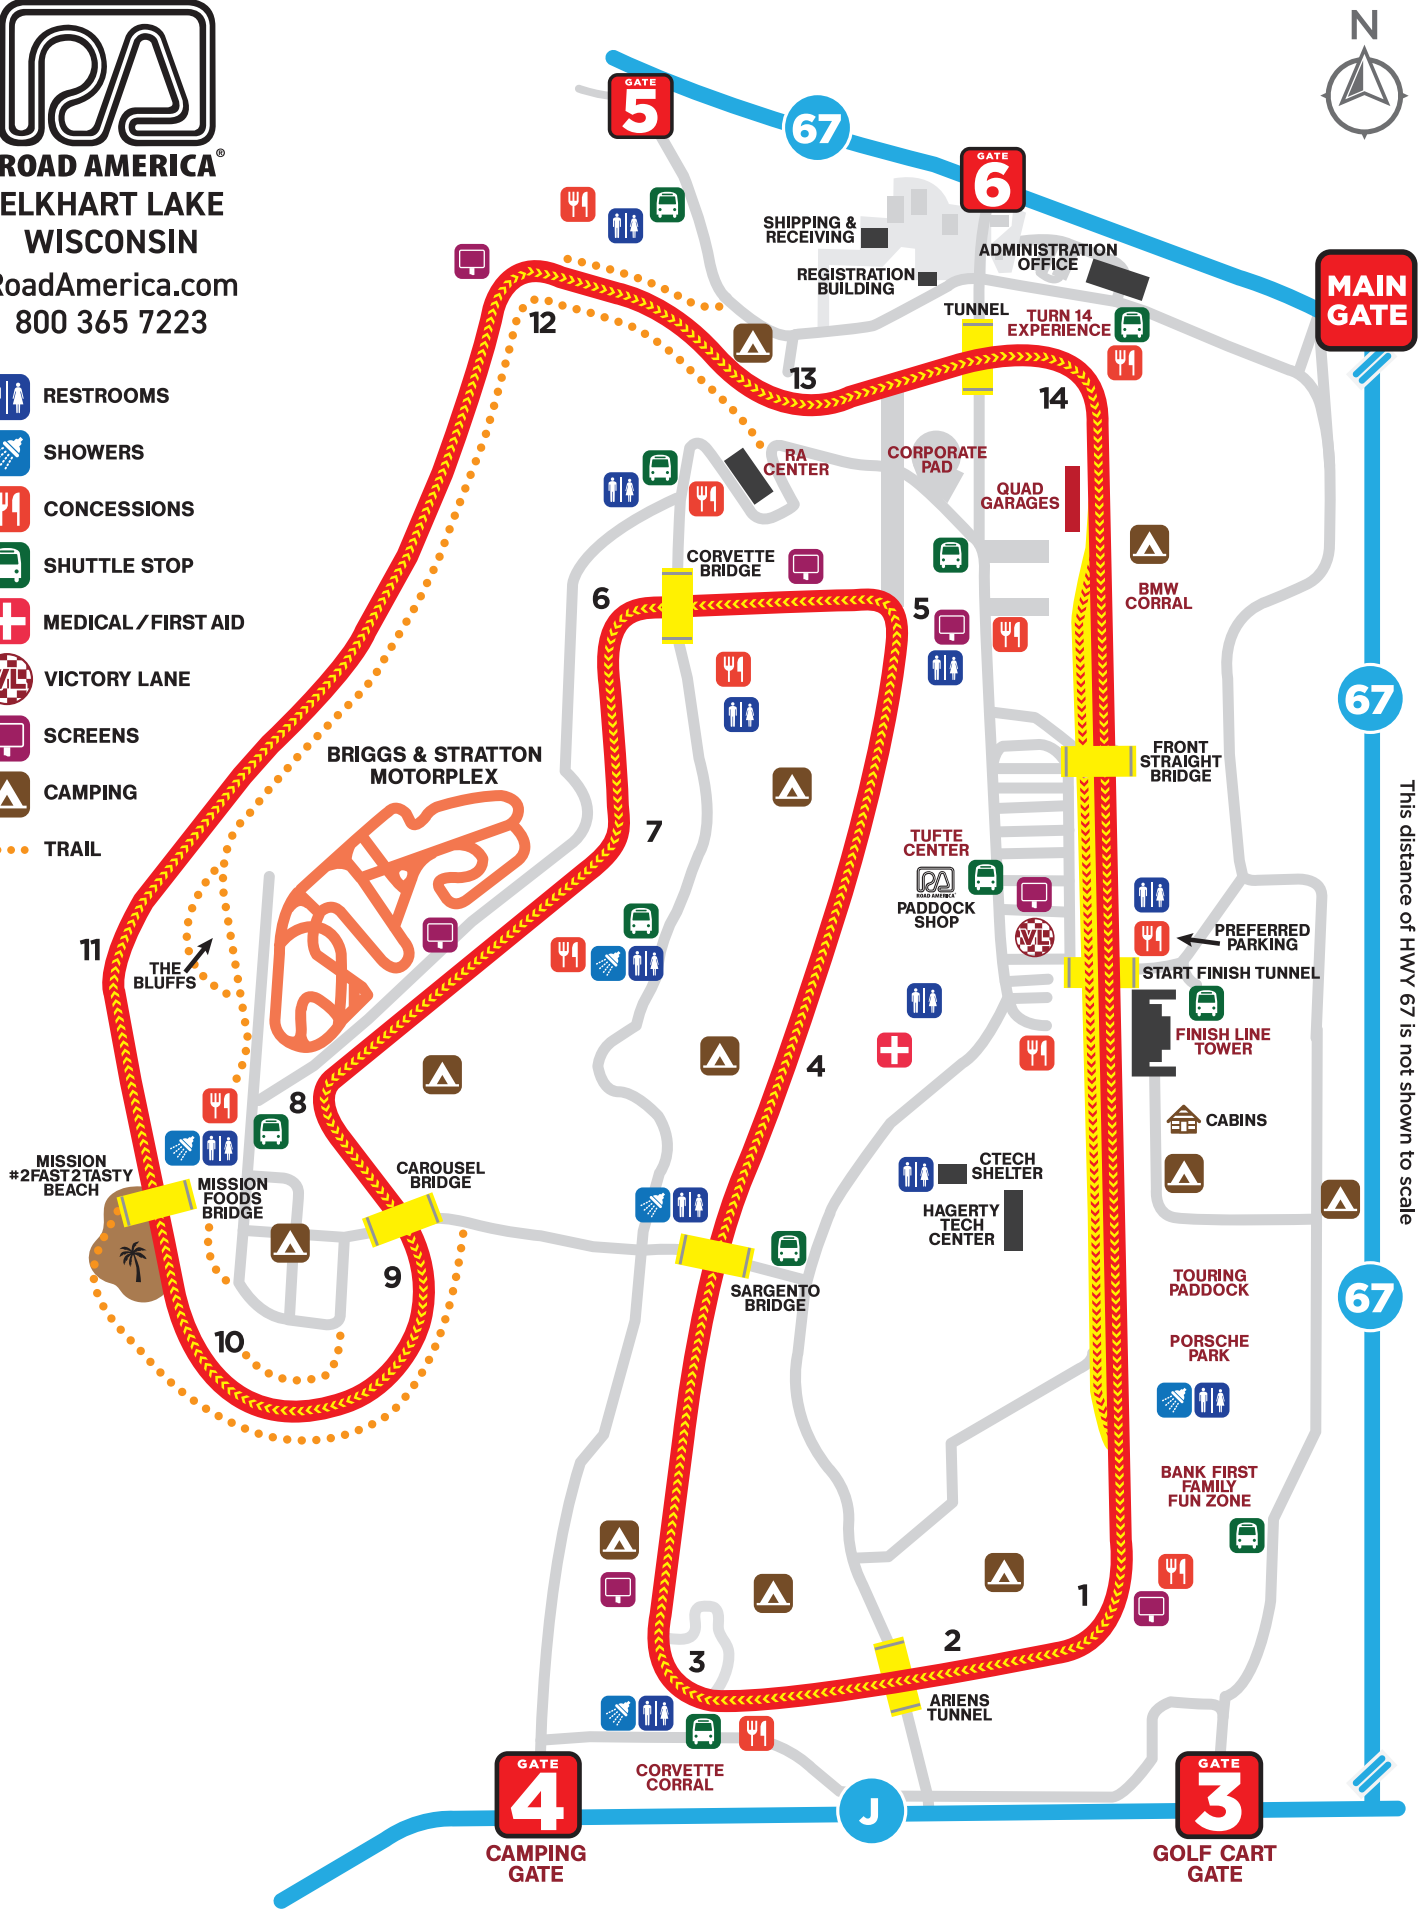 ROAD AMERICA®
ELKHART LAKE
WISCONSIN
RoadAmerica.com
800 365 7223
RESTROOMS
SHOWERS
CONCESSIONS
SHUTTLE STOP
MEDICAL/FIRST AID
VL
VICTORY LANE
SCREENS
CAMPING
TRAIL
N
GATE
5
67
GATE
6
MAIN
GATE
SHIPPING &
RECEIVING
REGISTRATION
BUILDING
ADMINISTRATION
OFFICE
TUNNEL
TURN 14
EXPERIENCE
12
13
14
RA
CENTER
CORPORATE
PAD
QUAD
GARAGES
CORVETTE
BRIDGE
6
5
BMW
CORRAL
67
BRIGGS & STRATTON
MOTORPLEX
7
FRONT
STRAIGHT
BRIDGE
This distance of HWY 67 is not shown to scale
TUFTE
CENTER
RA
ROAD AMERICA
PADDOCK
SHOP
VL
PREFERRED
PARKING
START FINISH TUNNEL
11
THE
BLUFFS
FINISH LINE
TOWER
4
8
CABINS
MISSION
#2FAST2TASTY
BEACH
MISSION
FOODS
BRIDGE
CAROUSEL
BRIDGE
CTECH
SHELTER
HAGERTY
TECH
CENTER
9
SARGENTO
BRIDGE
TOURING
PADDOCK
67
10
PORSCHE
PARK
BANK FIRST
FAMILY
FUN ZONE
1
2
3
ARIENS
TUNNEL
CORVETTE
CORRAL
GATE
4
CAMPING
GATE
J
GATE
3
GOLF CART
GATE